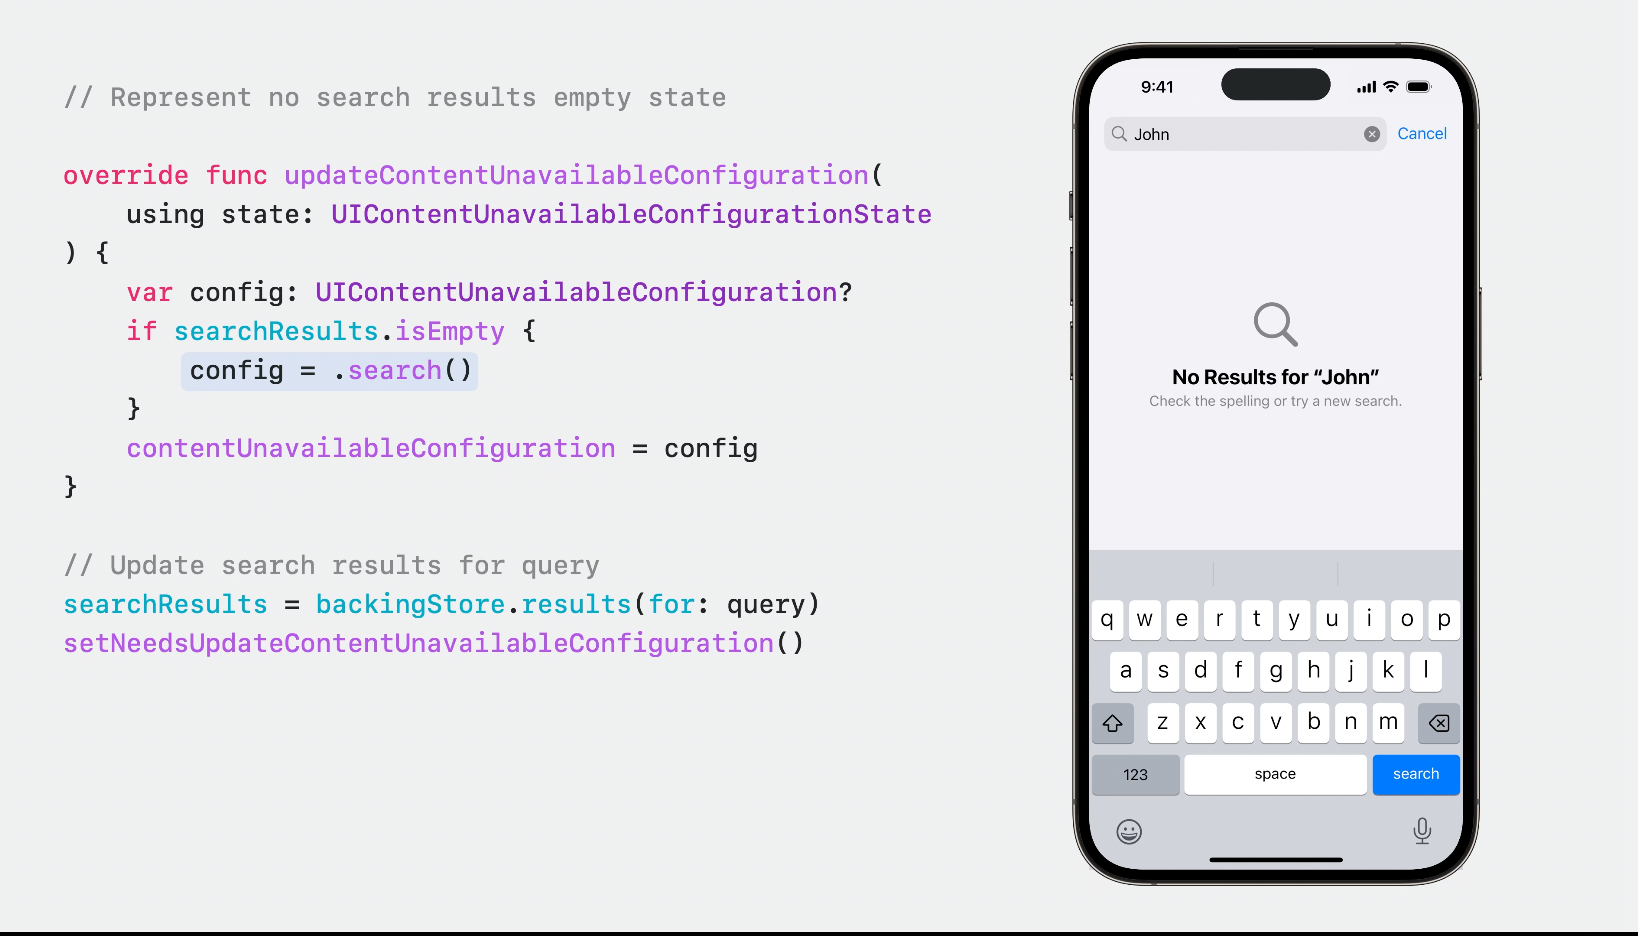 // Represent no search results empty state
override func updateContentUnavailableConfiguration(
    using state: UIContentUnavailableConfigurationState
) {
    var config: UIContentUnavailableConfiguration?
    if searchResults.isEmpty {
        config = .search()
    }
    contentUnavailableConfiguration = config
}
// Update search results for query
searchResults = backingStore.results(for: query)
setNeedsUpdateContentUnavailableConfiguration()
9:41
John Cancel
No Results for “John”
Check the spelling or try a new search.
q w e r t y u i o p
a s d f g h j k l
z x c v b n m
123 space search